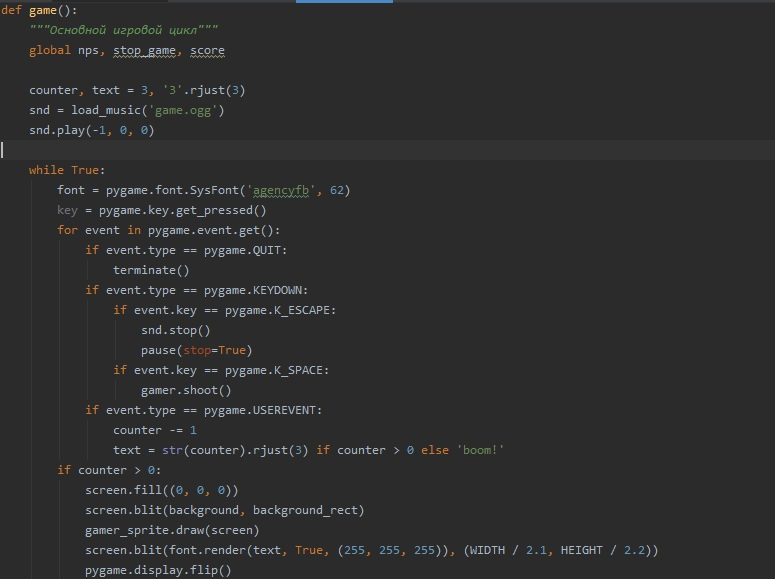 def game():
    """Основной игровой цикл"""
    global nps, stop_game, score

    counter, text = 3, '3'.rjust(3)
    snd = load_music('game.ogg')
    snd.play(-1, 0, 0)

    while True:
        font = pygame.font.SysFont('agencyfb', 62)
        key = pygame.key.get_pressed()
        for event in pygame.event.get():
            if event.type == pygame.QUIT:
                terminate()
            if event.type == pygame.KEYDOWN:
                if event.key == pygame.K_ESCAPE:
                    snd.stop()
                    pause(stop=True)
                if event.key == pygame.K_SPACE:
                    gamer.shoot()
            if event.type == pygame.USEREVENT:
                counter -= 1
                text = str(counter).rjust(3) if counter > 0 else 'boom!'
        if counter > 0:
            screen.fill((0, 0, 0))
            screen.blit(background, background_rect)
            gamer_sprite.draw(screen)
            screen.blit(font.render(text, True, (255, 255, 255)), (WIDTH / 2.1, HEIGHT / 2.2))
            pygame.display.flip()